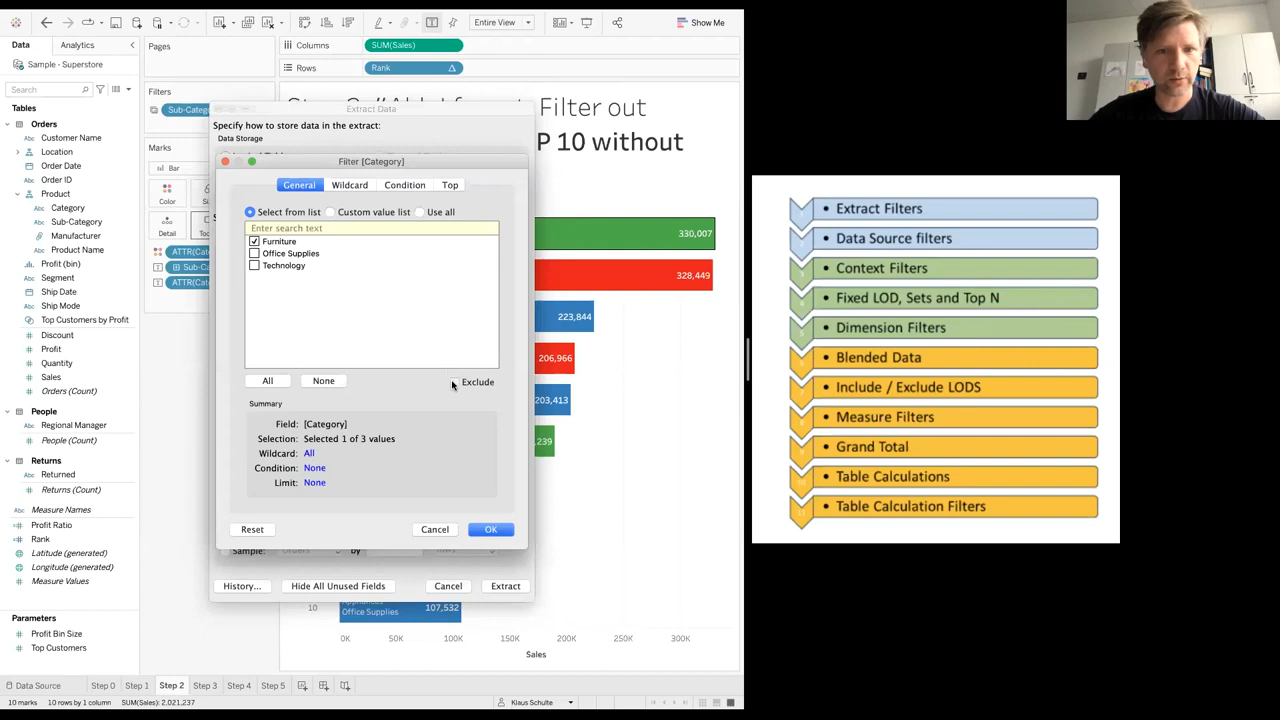 Entire View
Show Me
Data
Analytics
Sample - Superstore
Search
Tables
Orders
Customer Name
Location
Order Date
Order ID
Product
Category
Sub-Category
Manufacturer
Product Name
Profit (bin)
Segment
Ship Date
Ship Mode
Top Customers by Profit
Discount
Profit
Quantity
Sales
Orders (Count)
People
Regional Manager
People (Count)
Returns
Returned
Returns (Count)
Measure Names
Profit Ratio
Rank
Latitude (generated)
Longitude (generated)
Measure Values
Parameters
Profit Bin Size
Top Customers
Pages
Filters
Marks
Bar
Color
Detail
Columns
SUM(Sales)
Rows
Rank
Filter out
P 10 without
Extract Data
Specify how to store data in the extract:
Data Storage
Filter [Category]
General
Wildcard
Condition
Top
Select from list
Custom value list
Use all
Enter search text
Furniture
Office Supplies
Technology
All
None
Exclude
Summary
Field: [Category]
Selection: Selected 1 of 3 values
Wildcard: All
Condition: None
Limit: None
Reset
Cancel
OK
Sample:
Orders
by
History...
Hide All Unused Fields
Cancel
Extract
330,007
328,449
223,844
206,966
203,413
,239
10
Appliances
Office Supplies
107,532
0K
50K
100K
150K
200K
250K
300K
Sales
Data Source
Step 0
Step 1
Step 2
Step 3
Step 4
Step 5
10 marks
10 rows by 1 column
SUM(Sales): 2,021,237
Klaus Schulte
• Extract Filters
• Data Source filters
• Context Filters
• Fixed LOD, Sets and Top N
• Dimension Filters
• Blended Data
• Include / Exclude LODS
• Measure Filters
• Grand Total
• Table Calculations
• Table Calculation Filters